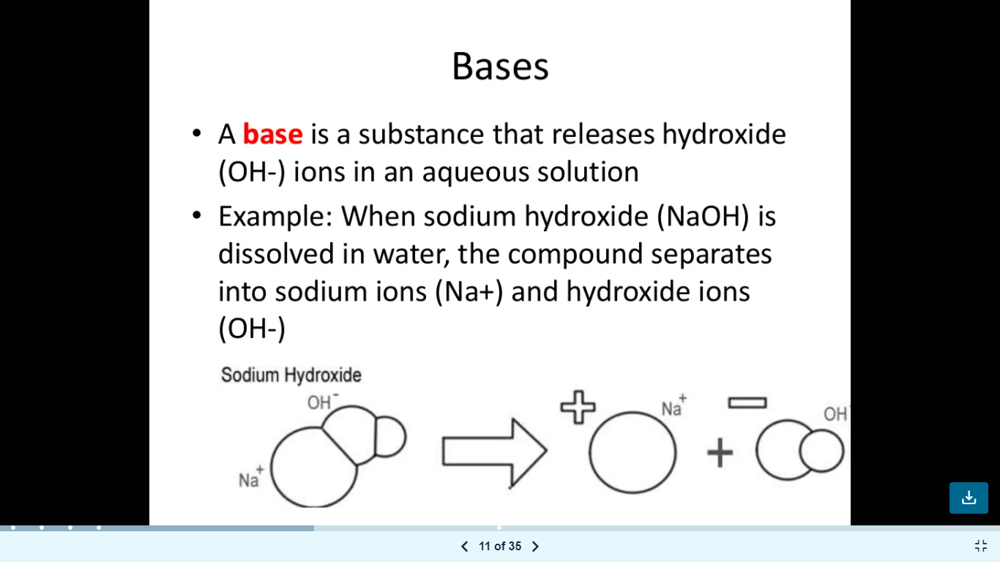 Bases
• A base is a substance that releases hydroxide
(OH-) ions in an aqueous solution
• Example: When sodium hydroxide (NaOH) is
dissolved in water, the compound separates
into sodium ions (Na+) and hydroxide ions
(OH-)
Sodium Hydroxide
OH⁻
Na⁺
+ Na⁺
+
− OH⁻
11 of 35